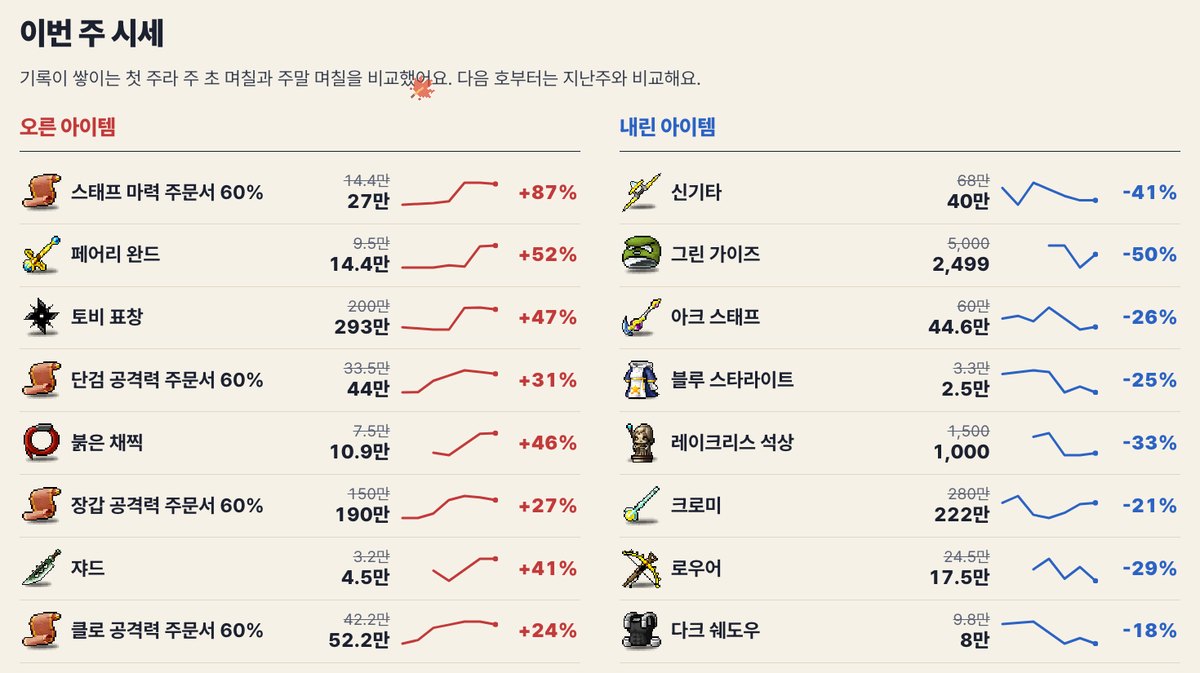 이번 주 시세
기록이 쌓이는 첫 주라 주 초 며칠과 주말 며칠을 비교했어요. 다음 호부터는 지난주와 비교해요.
오른 아이템
스태프 마력 주문서 60% 14.4만 27만 +87%
페어리 완드 9.5만 14.4만 +52%
토비 표창 200만 293만 +47%
단검 공격력 주문서 60% 33.5만 44만 +31%
붉은 채찍 7.5만 10.9만 +46%
장갑 공격력 주문서 60% 150만 190만 +27%
쟈드 3.2만 4.5만 +41%
클로 공격력 주문서 60% 42.2만 52.2만 +24%
내린 아이템
신기타 68만 40만 -41%
그린 가이즈 5,000 2,499 -50%
아크 스태프 60만 44.6만 -26%
블루 스타라이트 3.3만 2.5만 -25%
레이크리스 석상 1,500 1,000 -33%
크로미 280만 222만 -21%
로우어 24.5만 17.5만 -29%
다크 쉐도우 9.8만 8만 -18%